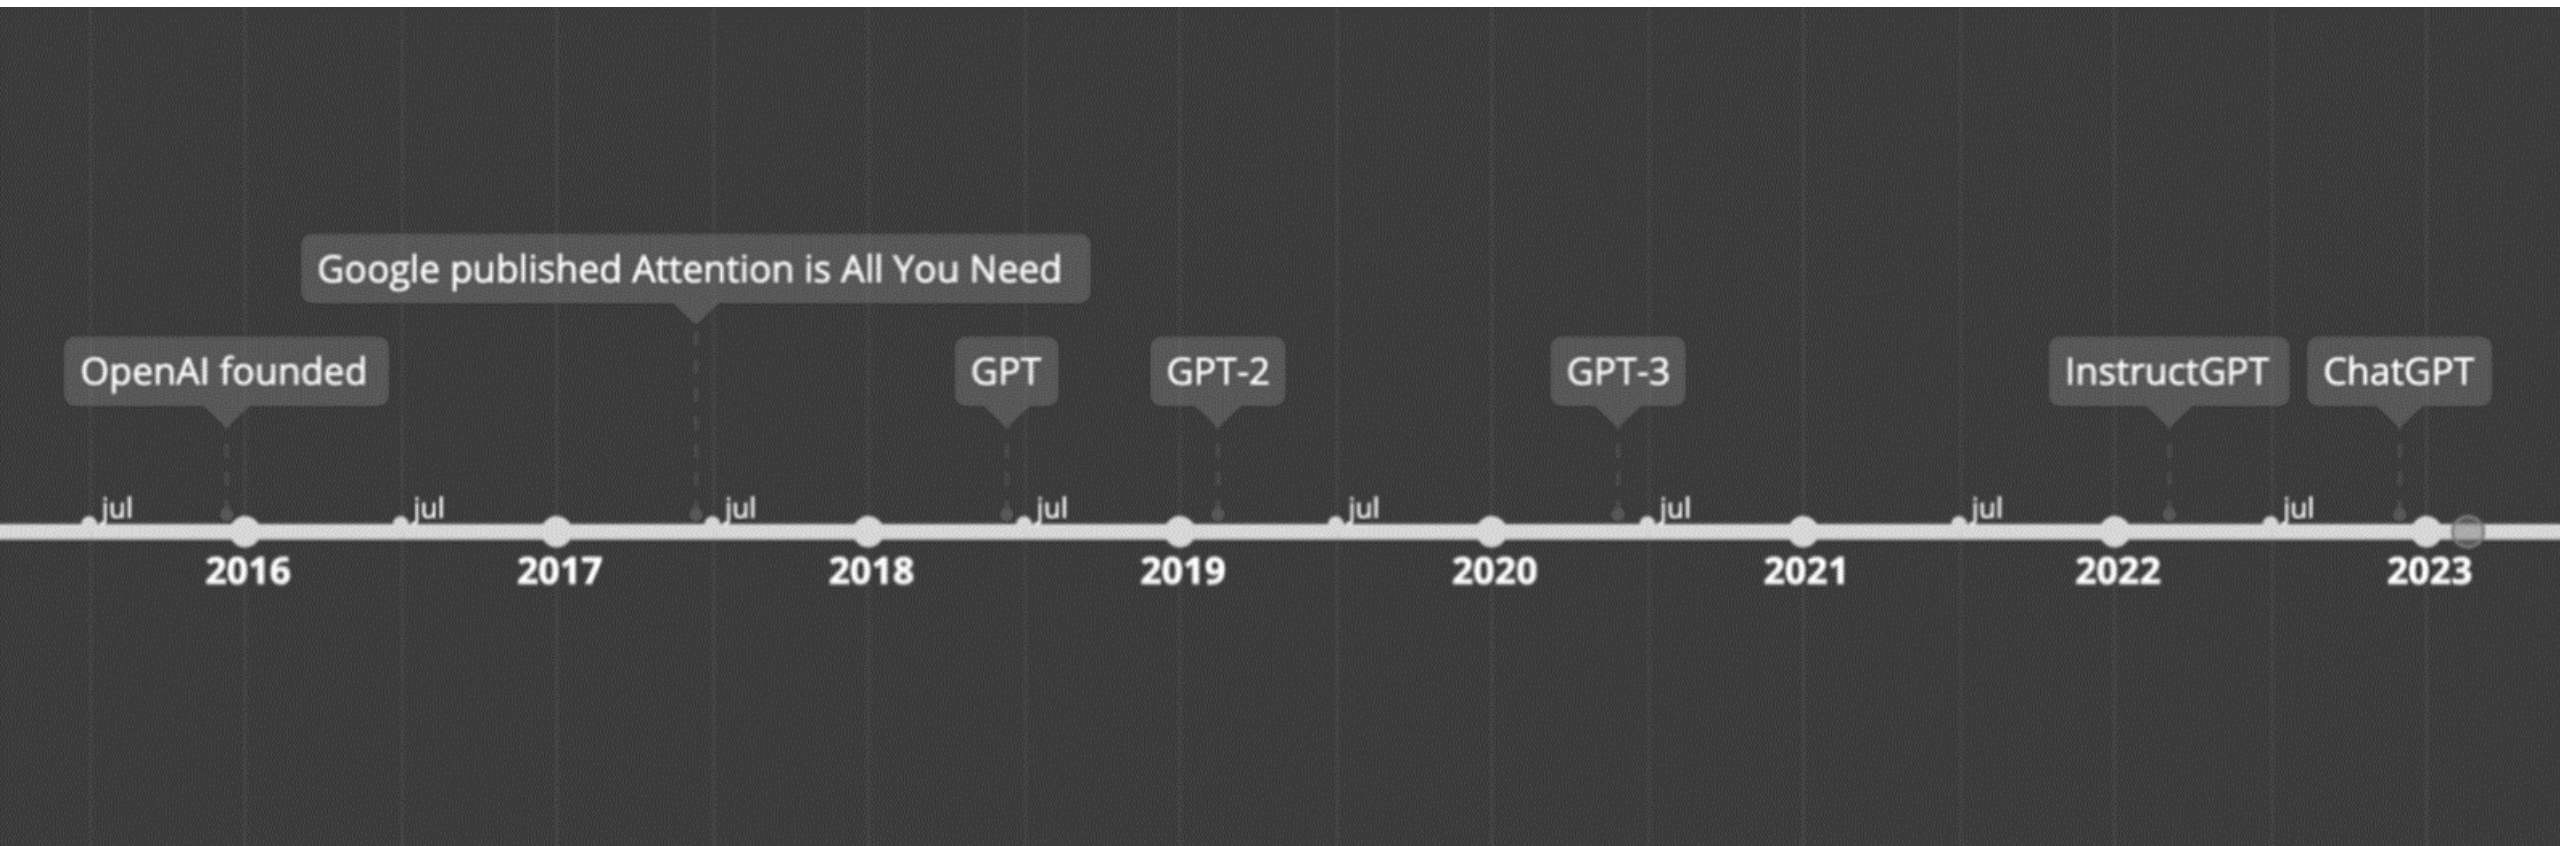 Google published Attention is All You Need
OpenAI founded
GPT
GPT-2
GPT-3
InstructGPT
ChatGPT
jul
jul
jul
jul
jul
jul
jul
jul
2016
2017
2018
2019
2020
2021
2022
2023